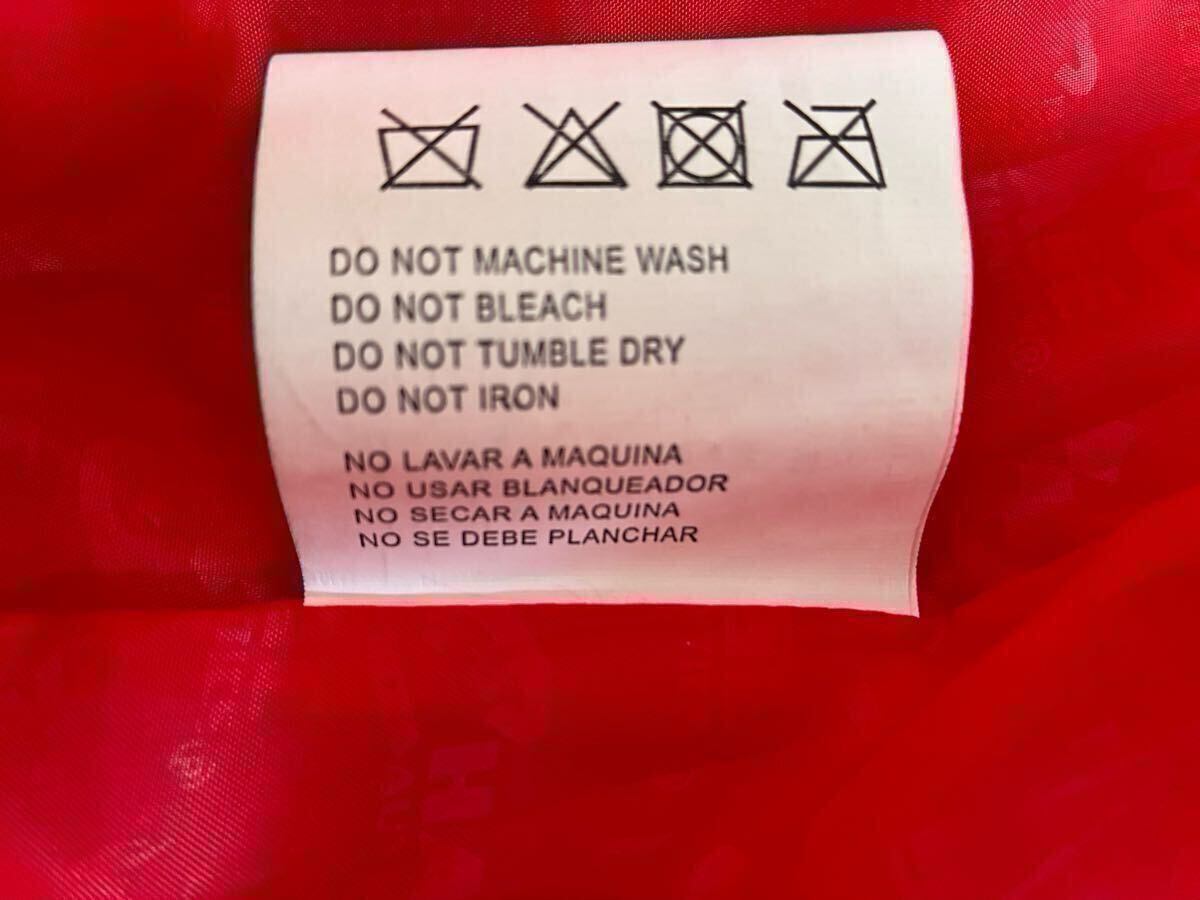 DO NOT MACHINE WASH
DO NOT BLEACH
DO NOT TUMBLE DRY
DO NOT IRON
NO LAVAR A MAQUINA
NO USAR BLANQUEADOR
NO SECAR A MAQUINA
NO SE DEBE PLANCHAR